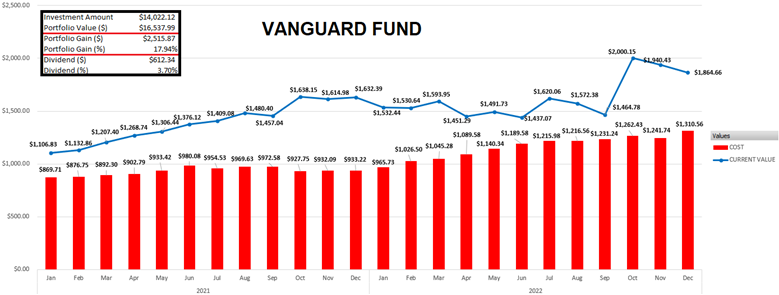 $2,500.00
Investment Amount $14,022.12
Portfolio Value ($) $16,537.99
Portfolio Gain ($) $2,515.87
Portfolio Gain (%) 17.94%
Dividend ($) $612.34
Dividend (%) 3.70%
VANGUARD FUND
$2,000.00
$1,500.00
$1,000.00
$500.00
$0.00
$1,106.83 $1,132.86 $1,207.40 $1,268.74 $1,306.44 $1,376.12 $1,409.08 $1,480.40 $1,457.04 $1,638.15 $1,614.98 $1,632.39 $1,532.44 $1,530.64 $1,593.95 $1,451.29 $1,491.73 $1,437.07 $1,620.06 $1,572.38 $1,464.78 $2,000.15 $1,940.43 $1,864.66
$869.71 $876.75 $892.30 $902.79 $933.42 $980.08 $954.53 $969.63 $972.58 $927.75 $932.09 $933.22 $965.73 $1,026.50 $1,045.28 $1,089.58 $1,140.34 $1,189.58 $1,215.98 $1,216.56 $1,231.24 $1,262.43 $1,241.74 $1,310.56
Jan Feb Mar Apr May Jun Jul Aug Sep Oct Nov Dec Jan Feb Mar Apr May Jun Jul Aug Sep Oct Nov Dec
2021 2022
Values
COST
CURRENT VALUE